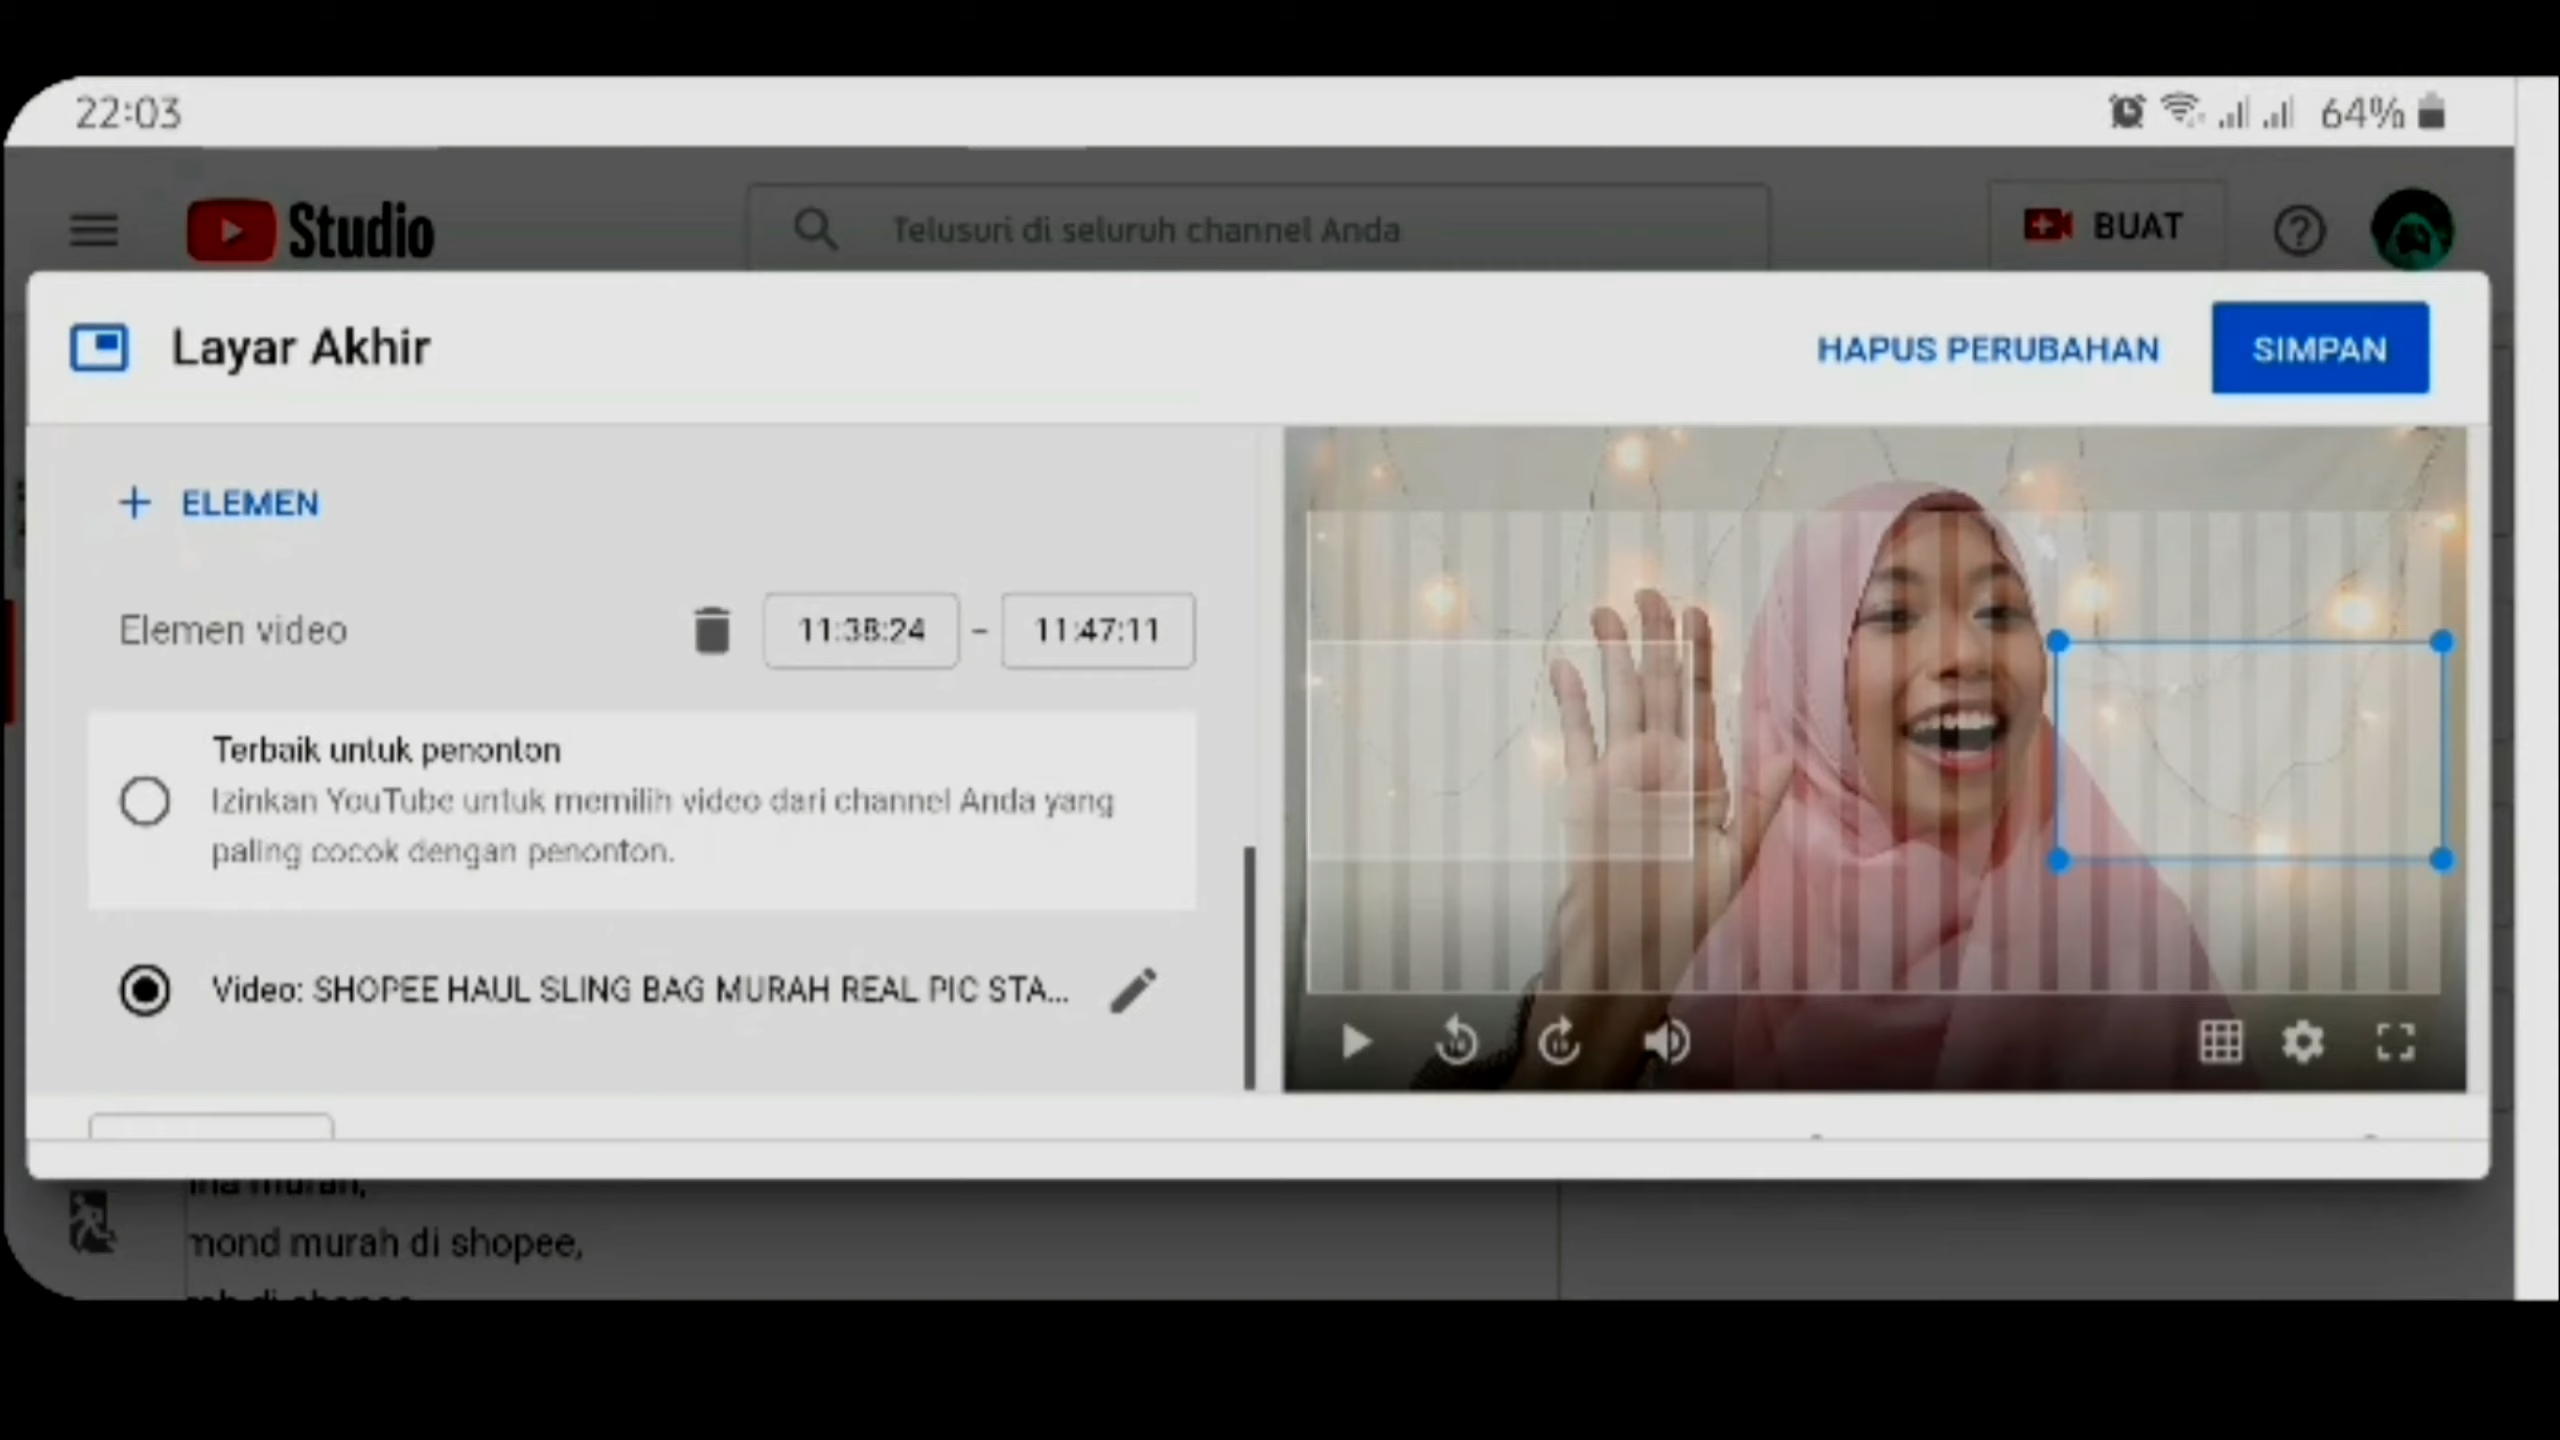 22:03
64%
Studio
Telusuri di seluruh channel Anda
BUAT
Layar Akhir
HAPUS PERUBAHAN
SIMPAN
+ ELEMEN
Elemen video
11:38:24 - 11:47:11
Terbaik untuk penonton
Izinkan YouTube untuk memilih video dari channel Anda yang
paling cocok dengan penonton.
Video: SHOPEE HAUL SLING BAG MURAH REAL PIC STA...
murah,
mond murah di shopee,